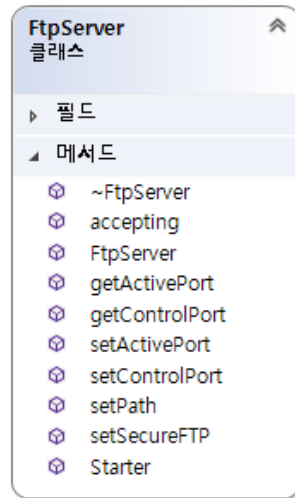 FtpServer
클래스
필드
메서드
~FtpServer
accepting
FtpServer
getActivePort
getControlPort
setActivePort
setControlPort
setPath
setSecureFTP
Starter